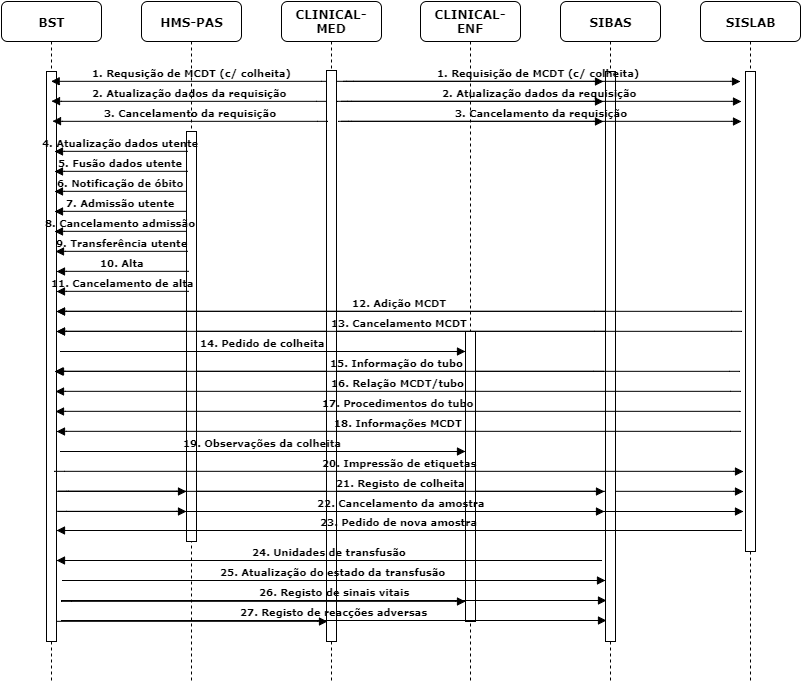 BST
HMS-PAS
CLINICAL-
MED
CLINICAL-
ENF
SIBAS
SISLAB
1. Requsição de MCDT (c/ colheita)
1. Requisição de MCDT (c/ colheita)
2. Atualização dados da requisição
2. Atualização dados da requisição
3. Cancelamento da requisição
3. Cancelamento da requisição
4. Atualização dados utente
5. Fusão dados utente
6. Notificação de óbito
7. Admissão utente
8. Cancelamento admissão
9. Transferência utente
10. Alta
11. Cancelamento de alta
12. Adição MCDT
13. Cancelamento MCDT
14. Pedido de colheita
15. Informação do tubo
16. Relação MCDT/tubo
17. Procedimentos do tubo
18. Informações MCDT
19. Observações da colheita
20. Impressão de etiquetas
21. Registo de colheita
22. Cancelamento da amostra
23. Pedido de nova amostra
24. Unidades de transfusão
25. Atualização do estado da transfusão
26. Registo de sinais vitais
27. Registo de reacções adversas